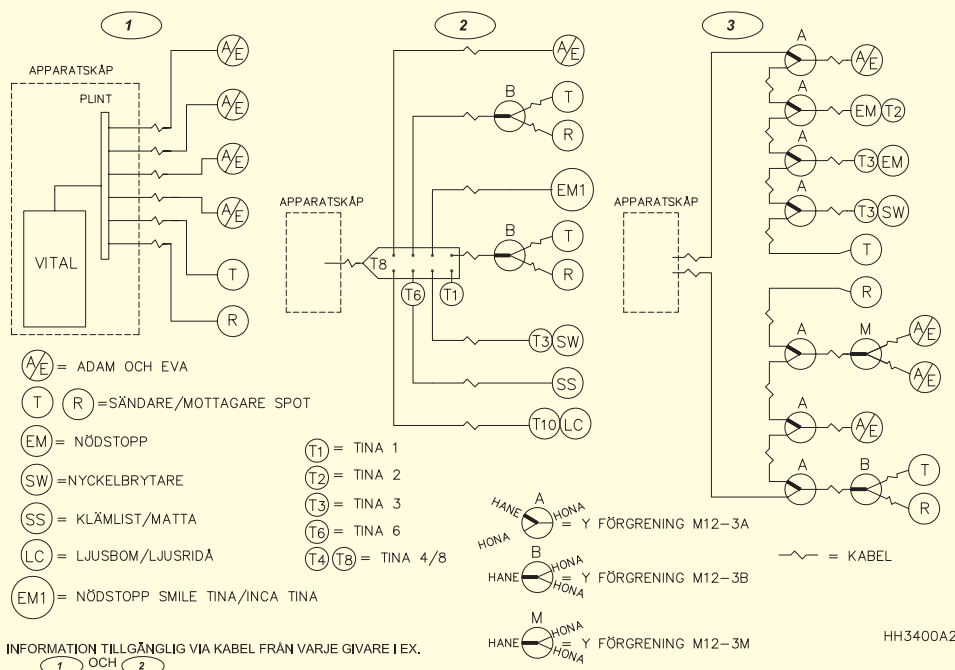 1
2
3
APPARATSKÅP
PLINT
VITAL
A/E
A/E
A/E
A/E
T
R
A/E
B
T
R
EM1
APPARATSKÅP
T8
B
T
R
T6
T1
T3 SW
SS
T10 LC
A
A/E
A
EM T2
A
T3 EM
A
T3 SW
APPARATSKÅP
T
R
A
M
A/E
A/E
A
A/E
A
B
T
R
A/E = ADAM OCH EVA
T R =SÄNDARE/MOTTAGARE SPOT
EM = NÖDSTOPP
SW =NYCKELBRYTARE
SS = KLÄMLIST/MATTA
LC = LJUSBOM/LJUSRIDÅ
EM1 = NÖDSTOPP SMILE TINA/INCA TINA
T1 = TINA 1
T2 = TINA 2
T3 = TINA 3
T6 = TINA 6
T4 T8 = TINA 4/8
A
HANE HONA
HONA
= Y FÖRGRENING M12-3A
B
HANE HONA
HONA
= Y FÖRGRENING M12-3B
M
HANE HONA
HONA
= Y FÖRGRENING M12-3M
= KABEL
HH3400A2
INFORMATION TILLGÄNGLIG VIA KABEL FRÅN VARJE GIVARE I EX.
1 OCH 2